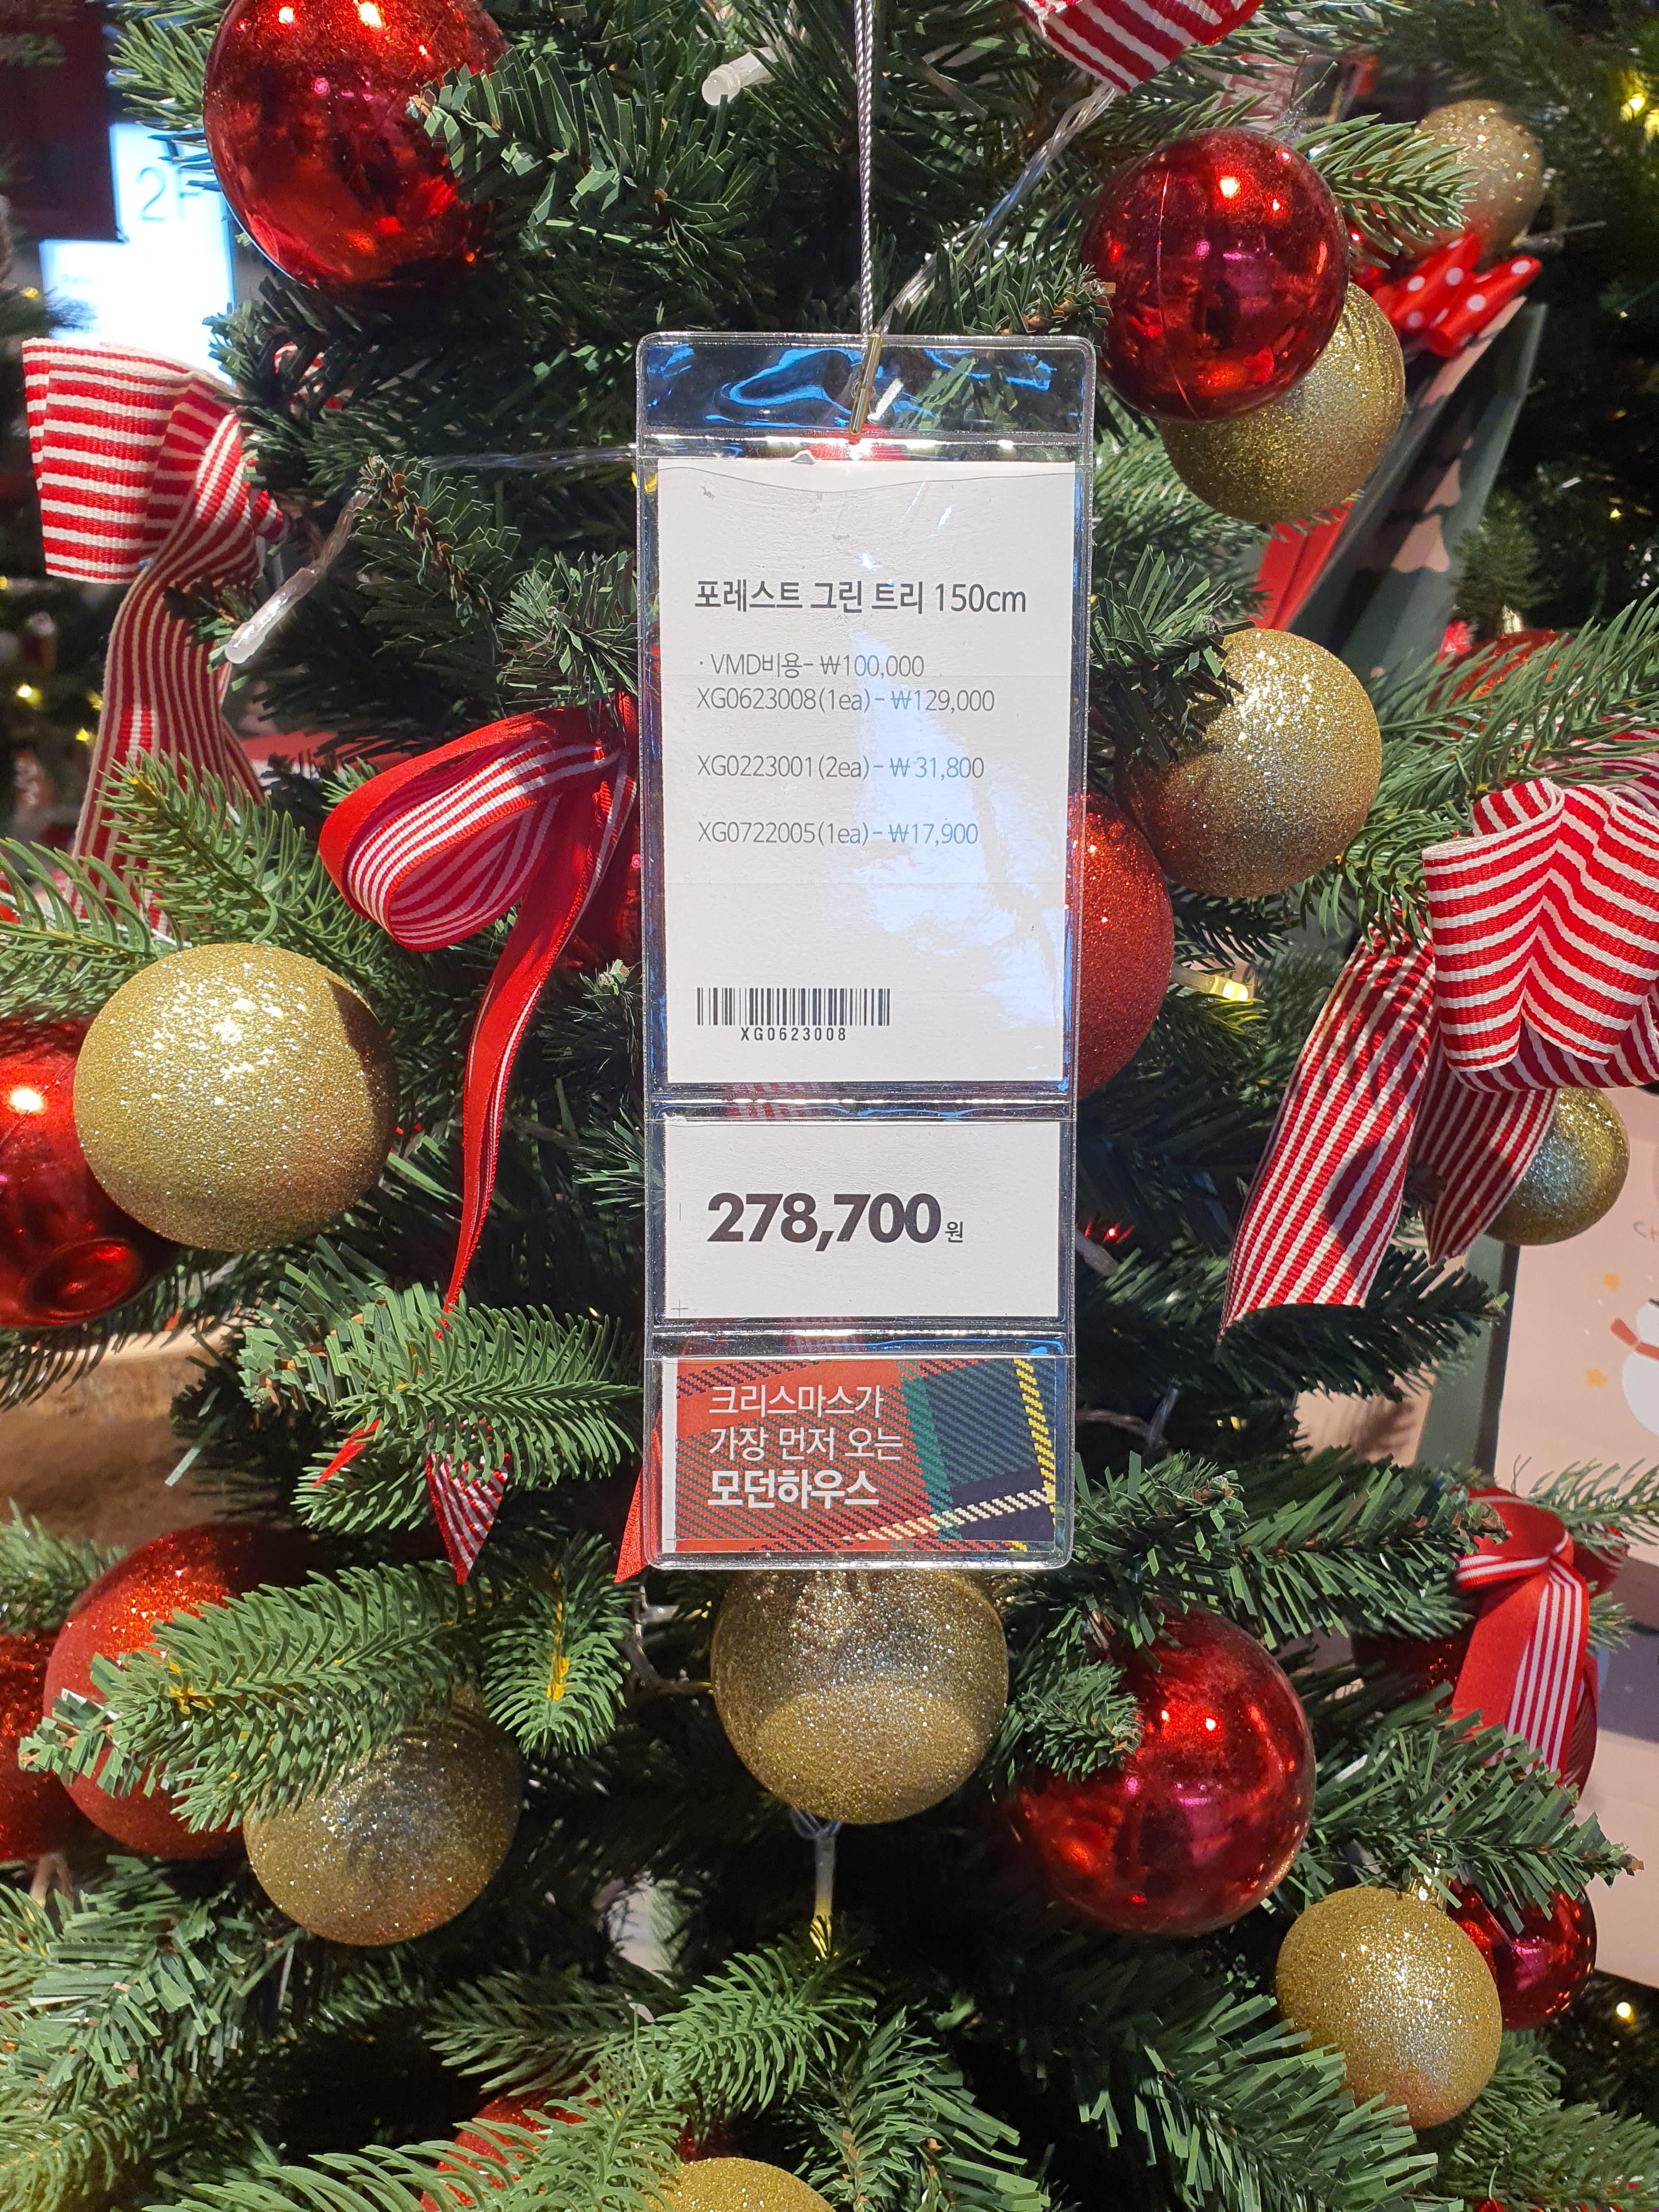 2F
포레스트 그린 트리 150cm
· VMD비용- ₩100,000
XG0623008(1ea) - ₩129,000
XG0223001(2ea) - ₩31,800
XG0722005(1ea) - ₩17,900
XG0623008
278,700원
크리스마스가
가장 먼저 오는
모던하우스